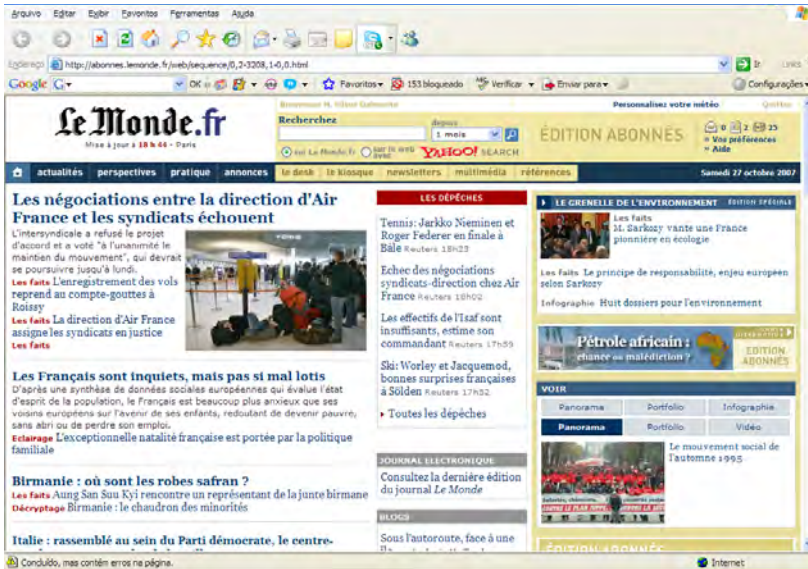 Arquivo Editar Exibir Favoritos Ferramentas Ajuda
Endereço http://abonnes.lemonde.fr/web/sequence/0,2-3208,1-0,0.html Ir Links
Google G Favoritos 153 bloqueado Verificar Enviar para Configurações
Le Monde.fr
Mise à jour à 18 h 44 - Paris
Recherchez
depuis
1 mois
sur Le Monde.fr sur le web avec YAHOO! SEARCH
Personnalisez votre météo Quittez
ÉDITION ABONNÉS
0 2 25
» Vos préférences
» Aide
actualités perspectives pratique annonces le desk le kiosque newsletters multimédia références Samedi 27 octobre 2007
Les négociations entre la direction d'Air
France et les syndicats échouent
L'intersyndicale a refusé le projet
d'accord et a voté "à l'unanimité le
maintien du mouvement", qui devrait
se poursuivre jusqu'à lundi.
Les faits L'enregistrement des vols
reprend au compte-gouttes à
Roissy
Les faits La direction d'Air France
assigne les syndicats en justice
Les faits
Les Français sont inquiets, mais pas si mal lotis
D'après une synthèse de données sociales européennes qui évalue l'état
d'esprit de la population, le Français est beaucoup plus anxieux que ses
voisins européens sur l'avenir de ses enfants, redoutant de devenir pauvre,
sans abri ou de perdre son emploi.
Eclairage L'exceptionnelle natalité française est portée par la politique
familiale
Birmanie : où sont les robes safran ?
Les faits Aung San Suu Kyi rencontre un représentant de la junte birmane
Décryptage Birmanie : le chaudron des minorités
Italie : rassemblé au sein du Parti démocrate, le centre-
LES DÉPÊCHES
Tennis: Jarkko Nieminen et
Roger Federer en finale à
Bâle Reuters 18h23
Echec des négociations
syndicats-direction chez Air
France Reuters 18h02
Les effectifs de l'Isaf sont
insuffisants, estime son
commandant Reuters 17h59
Ski: Worley et Jacquemod,
bonnes surprises françaises
à Sölden Reuters 17h52
Toutes les dépêches
JOURNAL ELECTRONIQUE
Consultez la dernière édition
du journal Le Monde
BLOGS
Sous l'autoroute, face à une
LE GRENELLE DE L'ENVIRONNEMENT ÉDITION SPÉCIALE
Les faits
M. Sarkozy vante une
France
pionnière en écologie
Les faits Le principe de responsabilité, enjeu européen
selon Sarkozy
Infographie Huit dossiers pour l'environnement
Pétrole africain :
chance ou malédiction ?
ÉDITION
ABONNÉS
VOIR
Panorama Portfolio Infographie
Panorama Portfolio Vidéo
Le mouvement social de
l'automne 1995
ÉDITION ABONNÉS
Concluído, mas contém erros na página. Internet